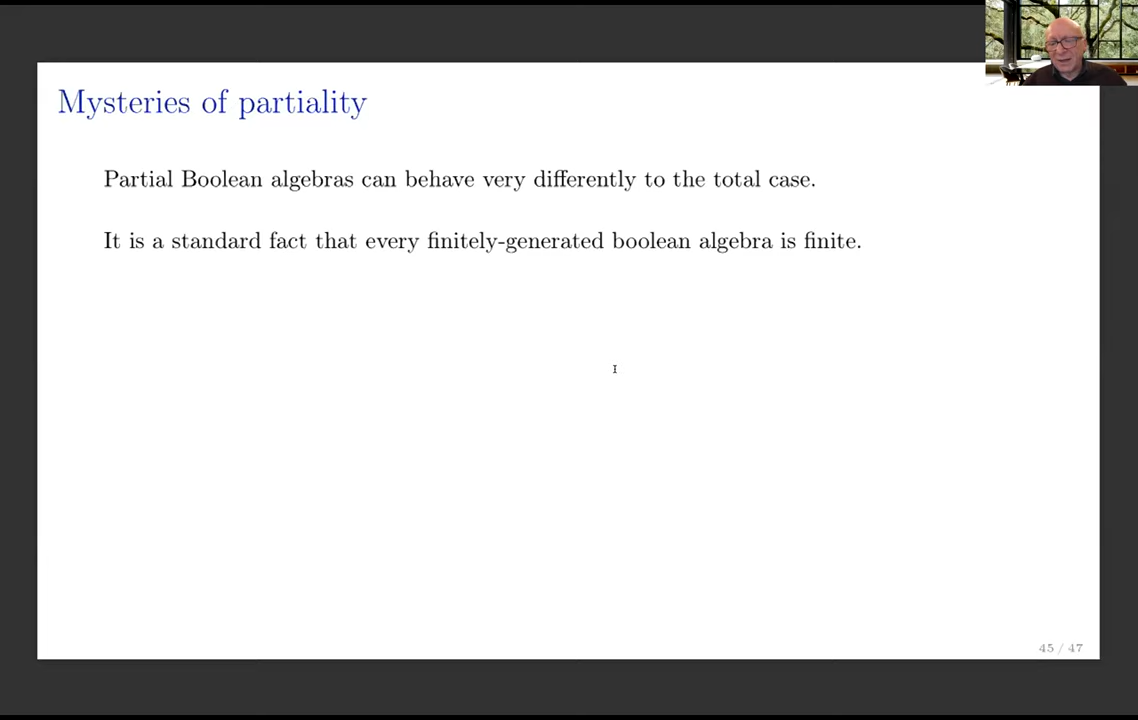 Mysteries of partiality
Partial Boolean algebras can behave very differently to the total case.
It is a standard fact that every finitely-generated boolean algebra is finite.
45 / 47